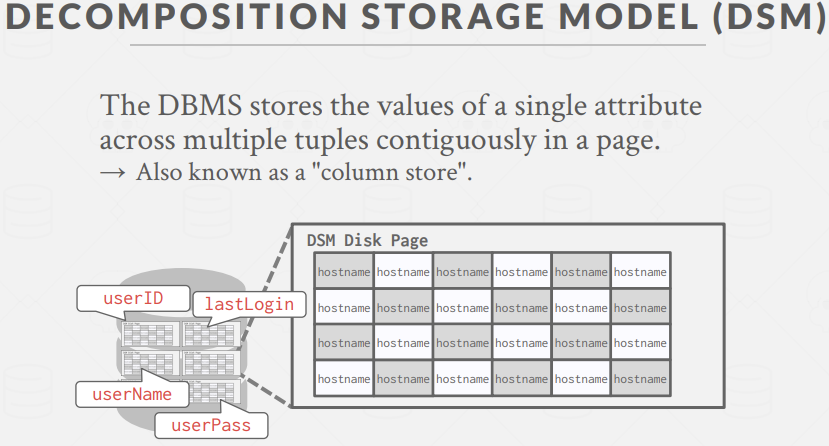 DECOMPOSITION STORAGE MODEL (DSM)
The DBMS stores the values of a single attribute
across multiple tuples contiguously in a page.
→ Also known as a "column store".
DSM Disk Page
hostname hostname hostname hostname hostname hostname
hostname hostname hostname hostname hostname hostname
hostname hostname hostname hostname hostname hostname
hostname hostname hostname hostname hostname hostname
userID
lastLogin
userName
userPass